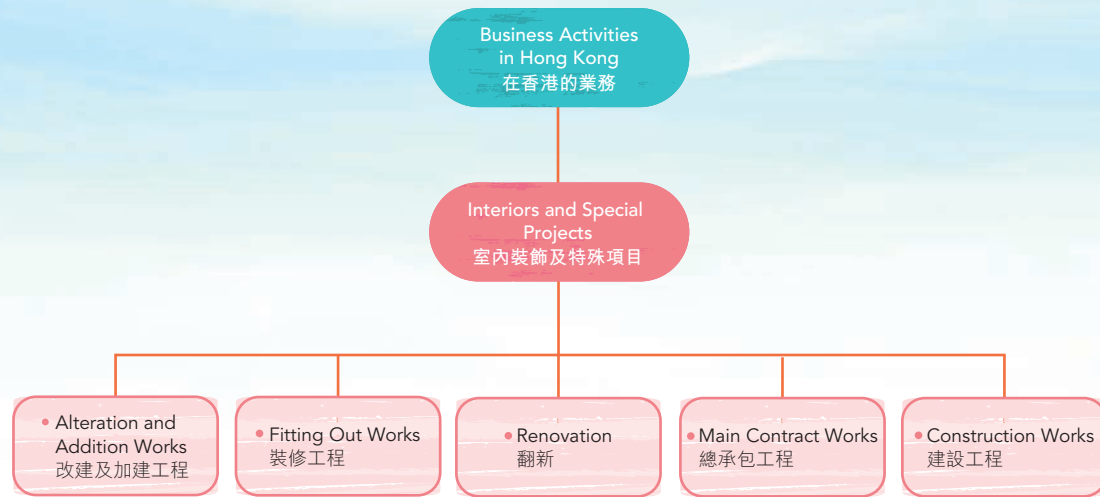 Business Activities
in Hong Kong
在香港的業務
Interiors and Special
Projects
室內裝飾及特殊項目
• Alteration and
Addition Works
改建及加建工程
• Fitting Out Works
裝修工程
• Renovation
翻新
• Main Contract Works
總承包工程
• Construction Works
建設工程